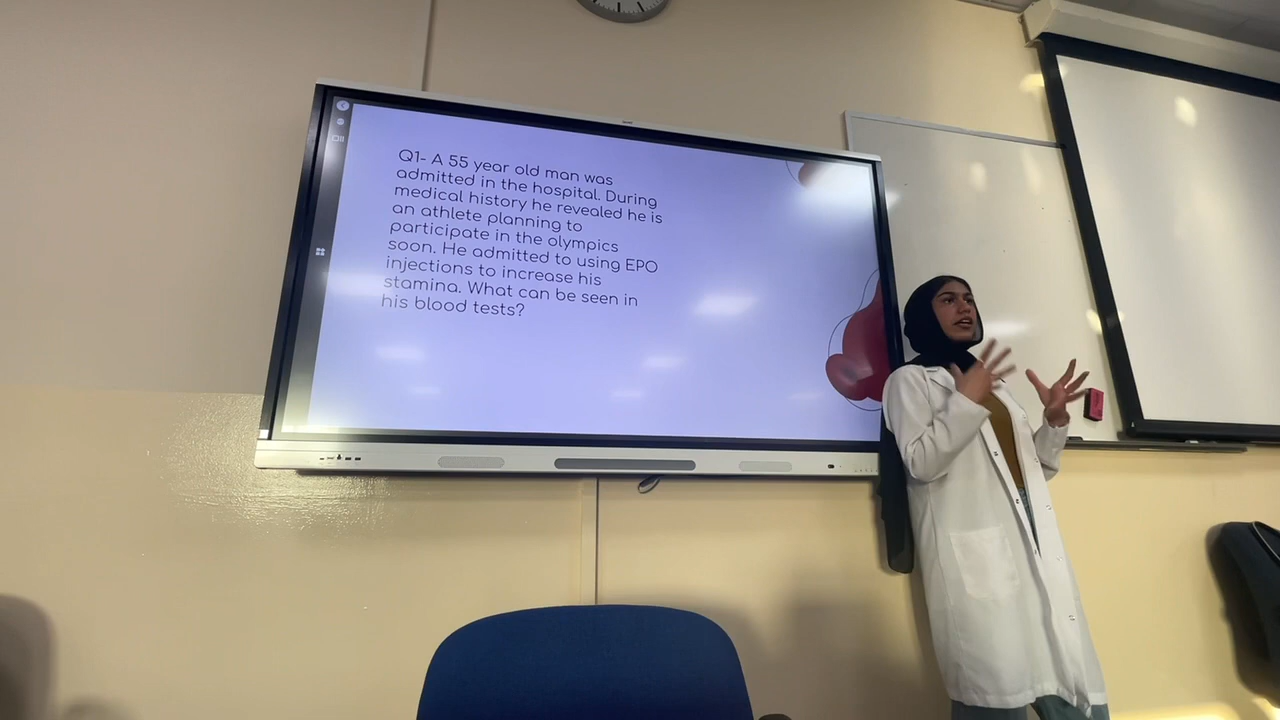 Q1- A 55 year old man was
admitted in the hospital. During
medical history he revealed he is
an athlete planning to
participate in the olympics
soon. He admitted to using EPO
injections to increase his
stamina. What can be seen in
his blood tests?